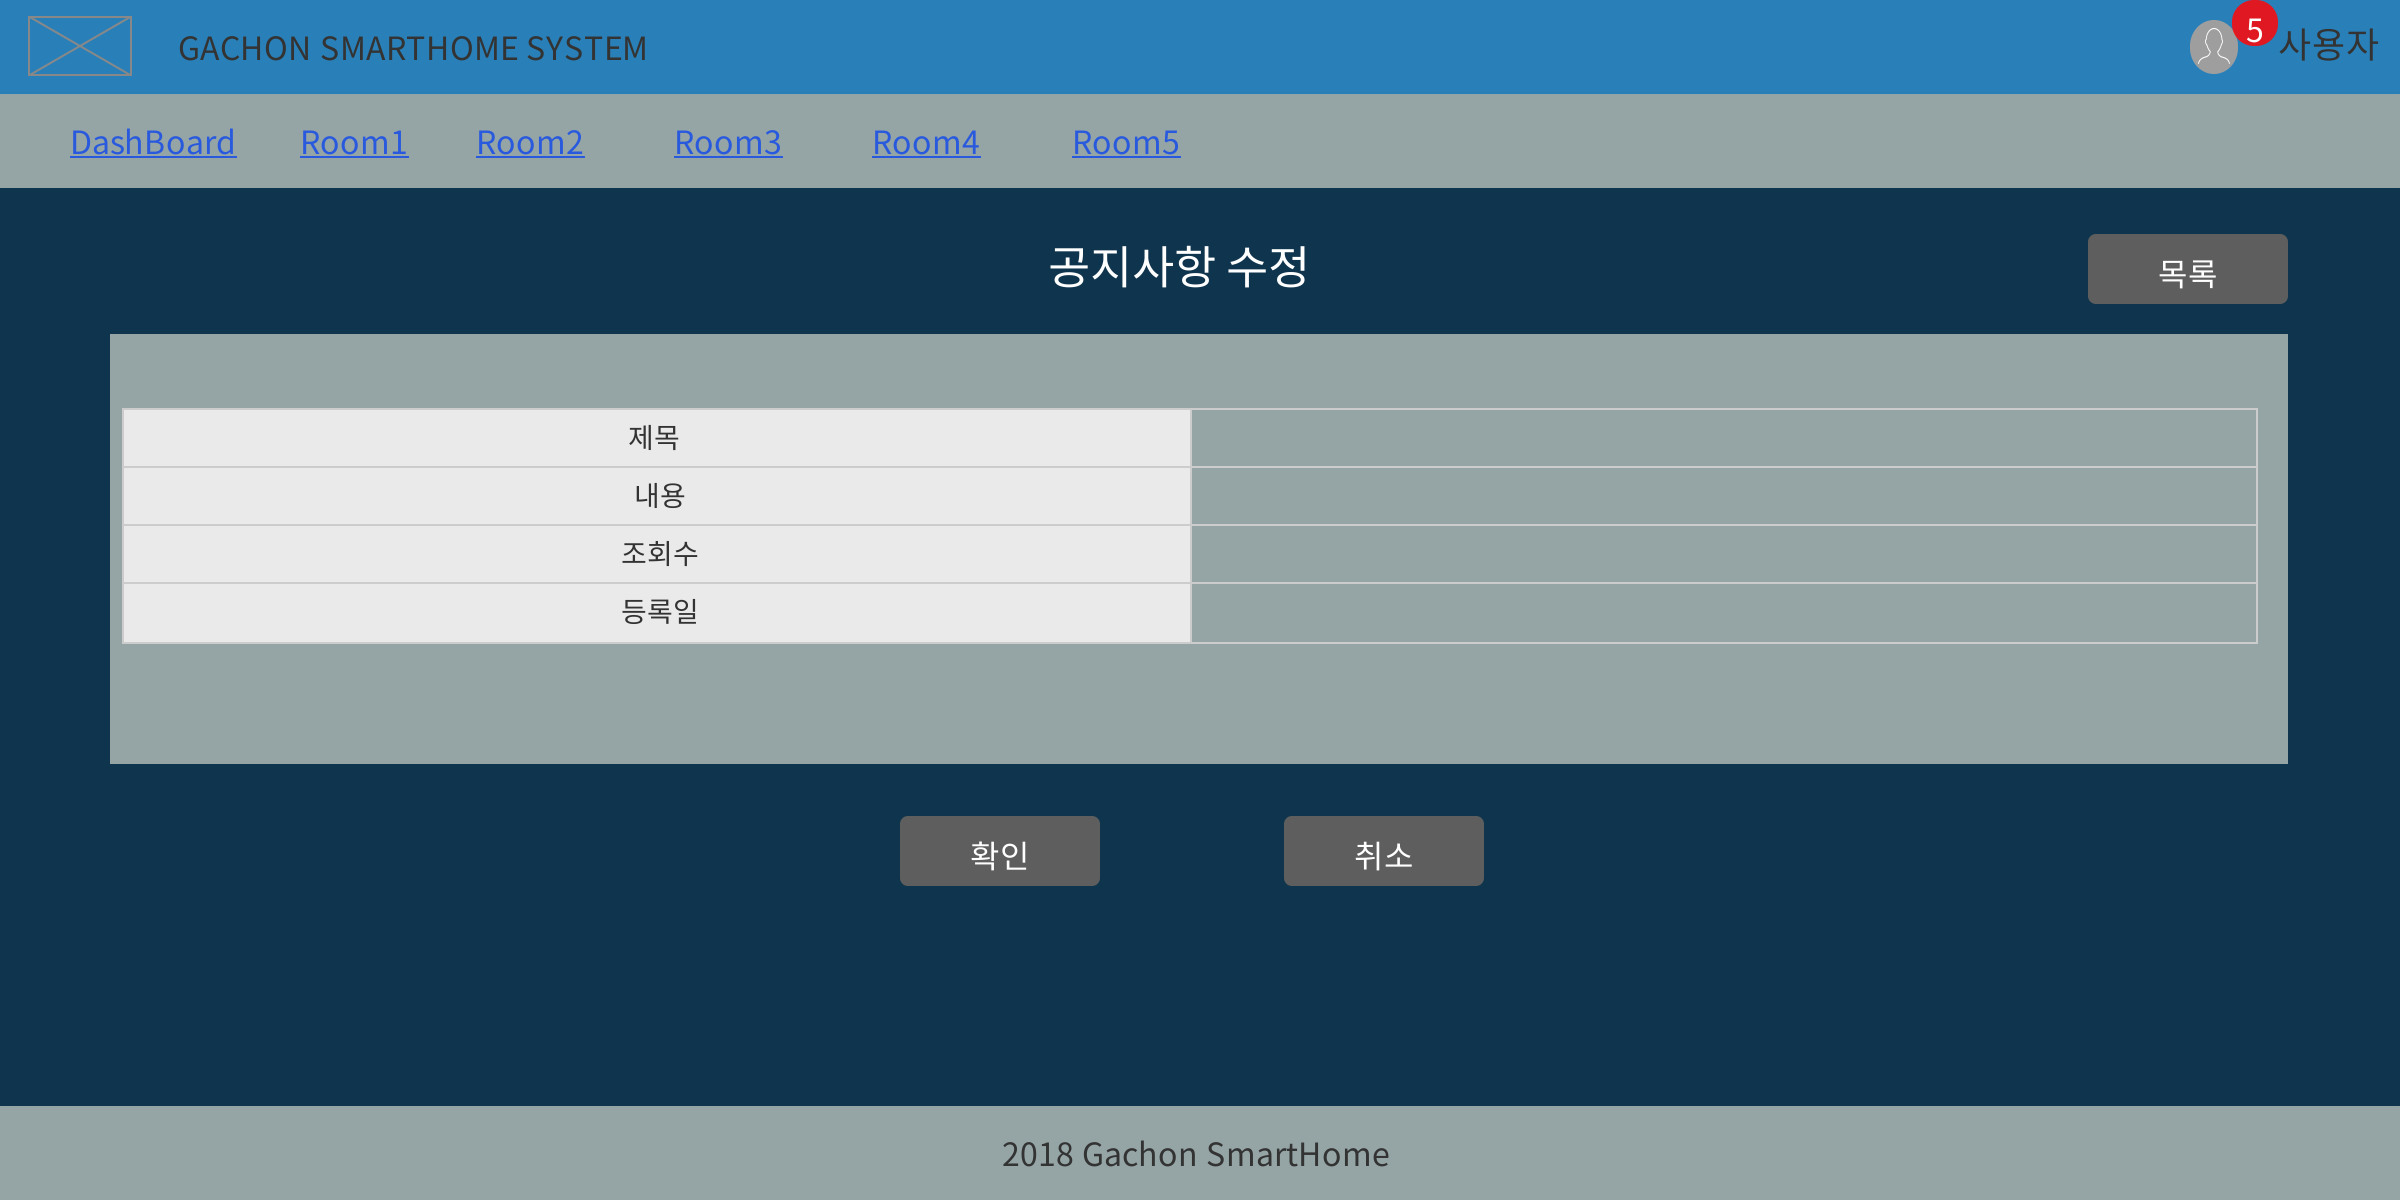 GACHON SMARTHOME SYSTEM
5
사용자
DashBoard Room1 Room2 Room3 Room4 Room5
공지사항 수정
목록
제목
내용
조회수
등록일
확인 취소
2018 Gachon SmartHome